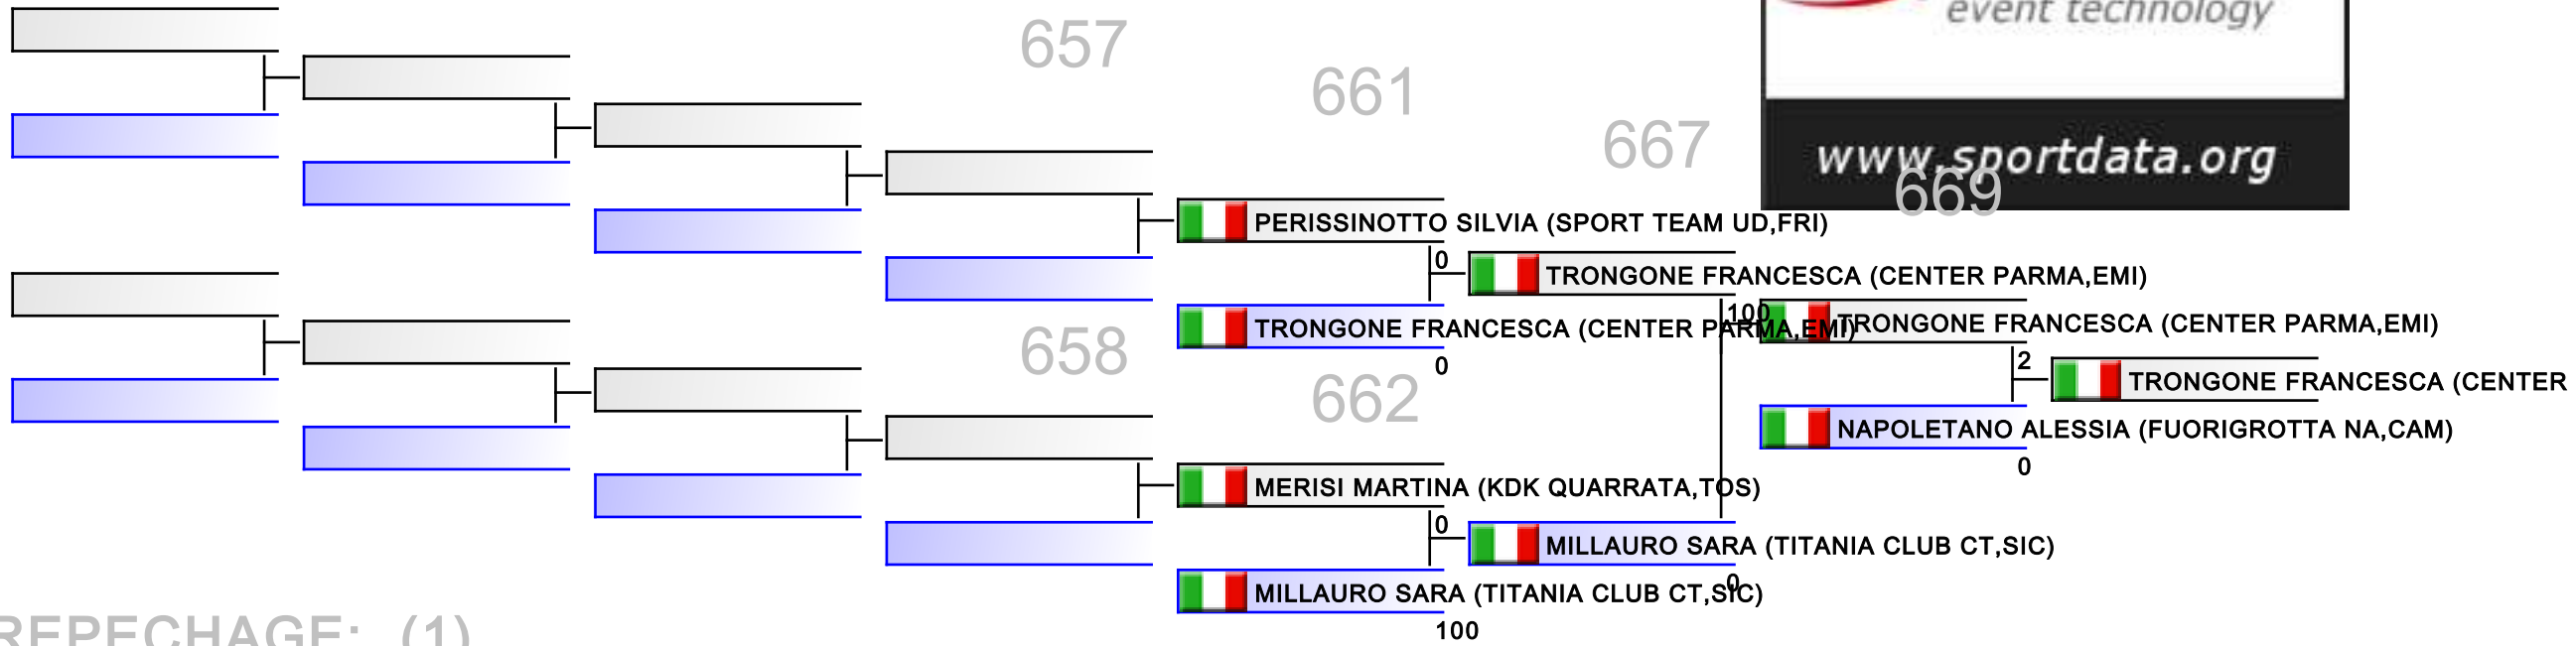 event technology
657
661
667
www.sportdata.org
669
PERISSINOTTO SILVIA (SPORT TEAM UD,FRI)
0
TRONGONE FRANCESCA (CENTER PARMA,EMI)
100
TRONGONE FRANCESCA (CENTER PARMA,EMI)
TRONGONE FRANCESCA (CENTER PARMA,EMI)
658
0
2
TRONGONE FRANCESCA (CENTER
662
NAPOLETANO ALESSIA (FUORIGROTTA NA,CAM)
0
MERISI MARTINA (KDK QUARRATA,TOS)
0
MILLAURO SARA (TITANIA CLUB CT,SIC)
0
MILLAURO SARA (TITANIA CLUB CT,SIC)
100
REPECHAGE: (1)